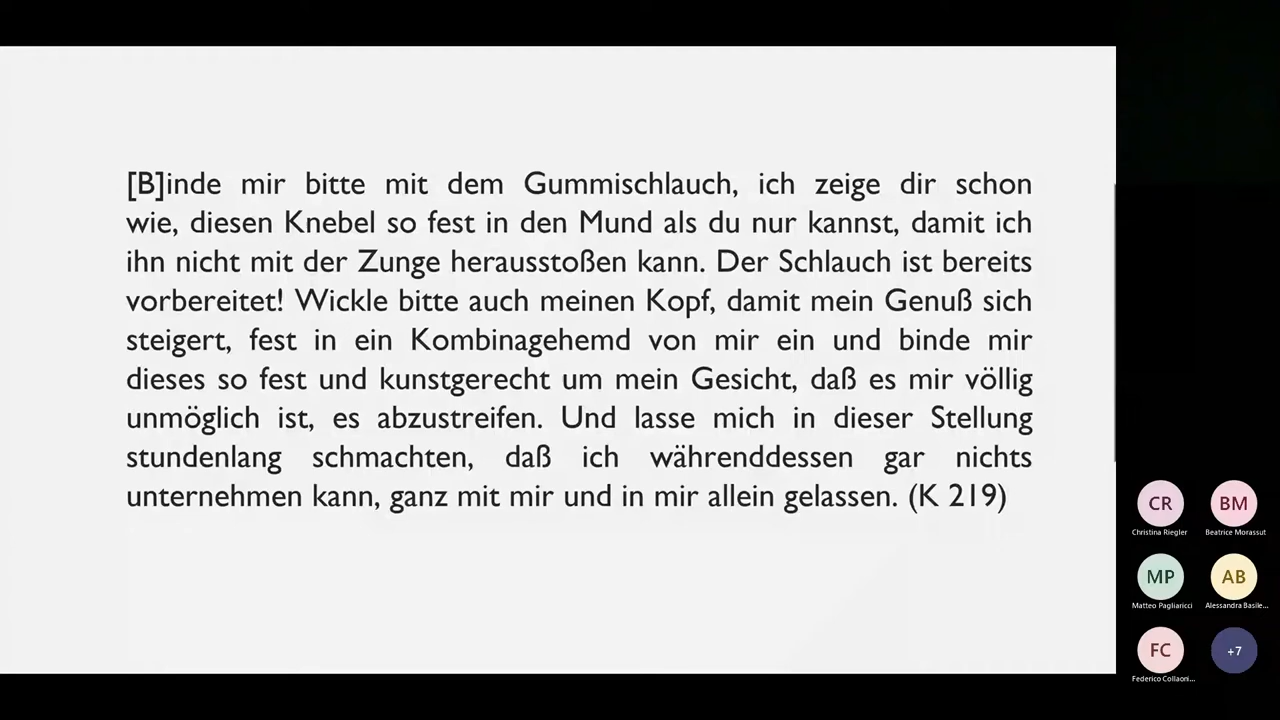 [B]inde mir bitte mit dem Gummischlauch, ich zeige dir schon
wie, diesen Knebel so fest in den Mund als du nur kannst, damit ich
ihn nicht mit der Zunge herausstoßen kann. Der Schlauch ist bereits
vorbereitet! Wickle bitte auch meinen Kopf, damit mein Genuß sich
steigert, fest in ein Kombinagehemd von mir ein und binde mir
dieses so fest und kunstgerecht um mein Gesicht, daß es mir völlig
unmöglich ist, es abzustreifen. Und lasse mich in dieser Stellung
stundenlang schmachten, daß ich währenddessen gar nichts
unternehmen kann, ganz mit mir und in mir allein gelassen. (K 219)
CR BM
Christina Riegler Beatrice Morassut
MP AB
Matteo Pagliaricci Alessandra Basile...
FC +7
Federico Collaori...